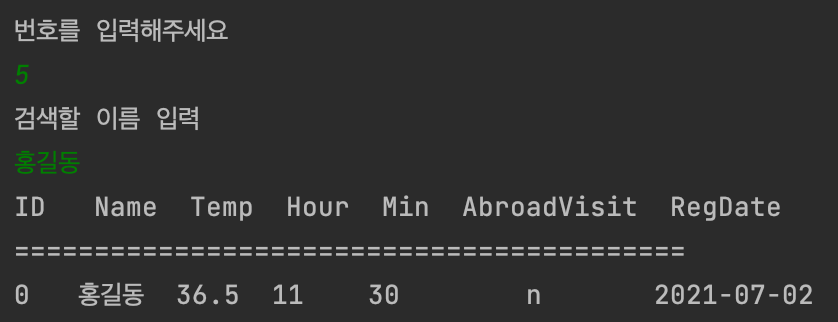 번호를 입력해주세요
5
검색할 이름 입력
홍길동
ID Name Temp Hour Min AbroadVisit RegDate
==========================================
0 홍길동 36.5 11 30 n 2021-07-02